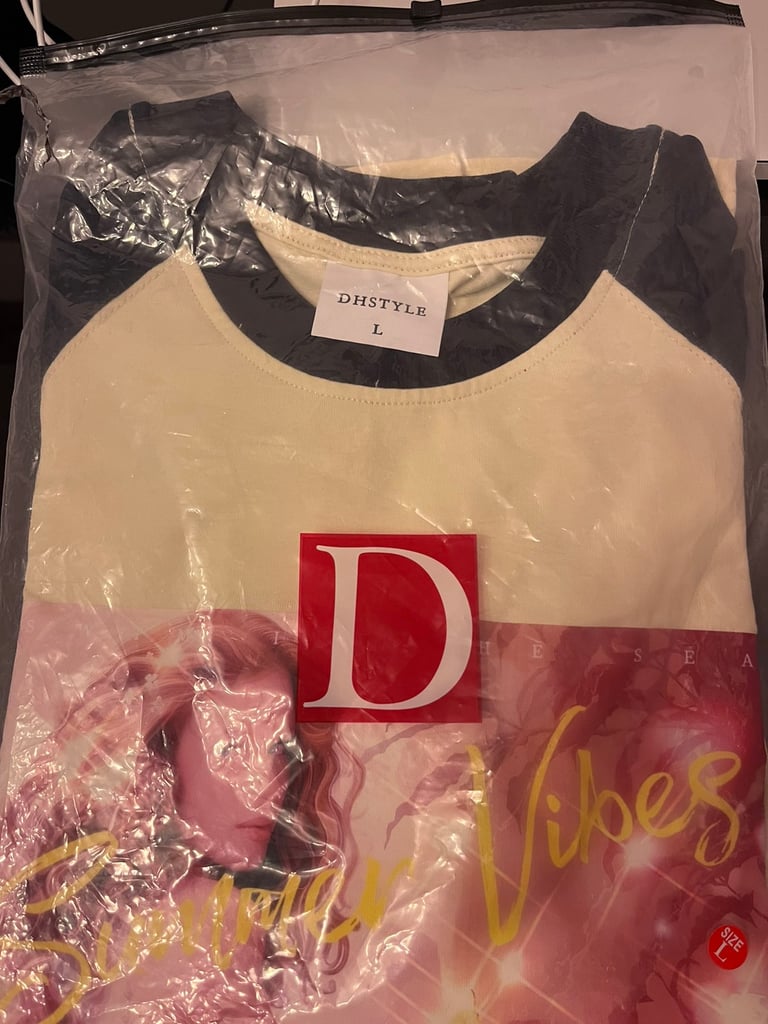 DHSTYLE
L
D
HE SEA
Summer Vibes
SIZE
L